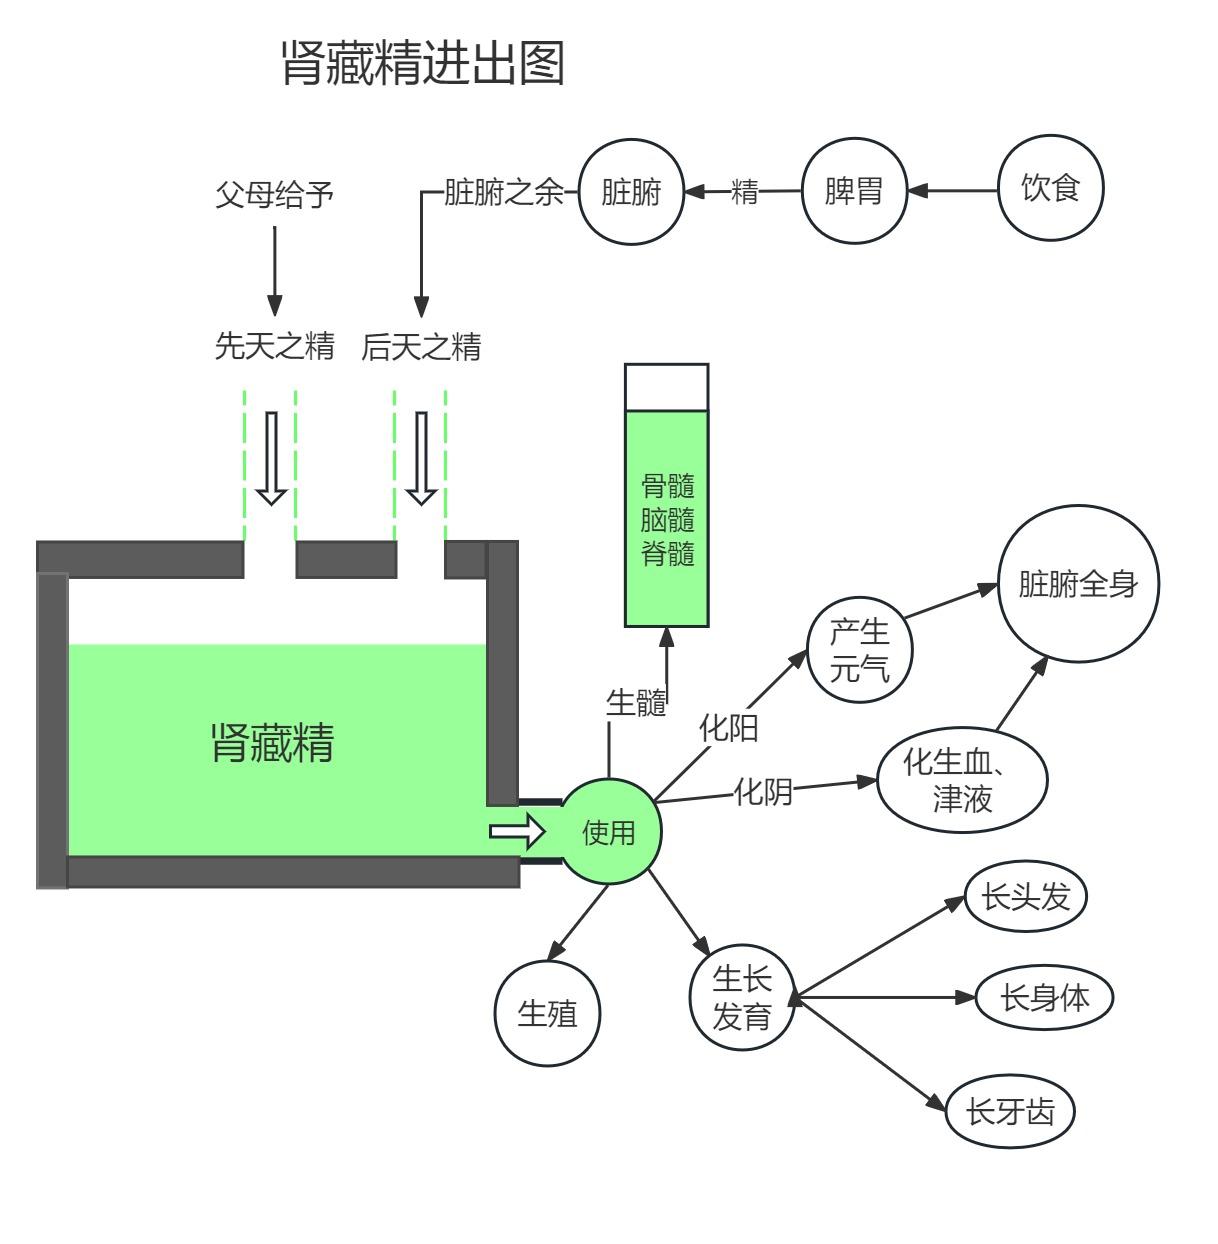 肾藏精进出图
父母给予
脏腑之余
脏腑
精
脾胃
饮食
先天之精
后天之精
骨髓
脑髓
脊髓
脏腑全身
产生
元气
生髓
化阳
肾藏精
化阴
化生血、
津液
使用
长头发
生长
发育
长身体
生殖
长牙齿